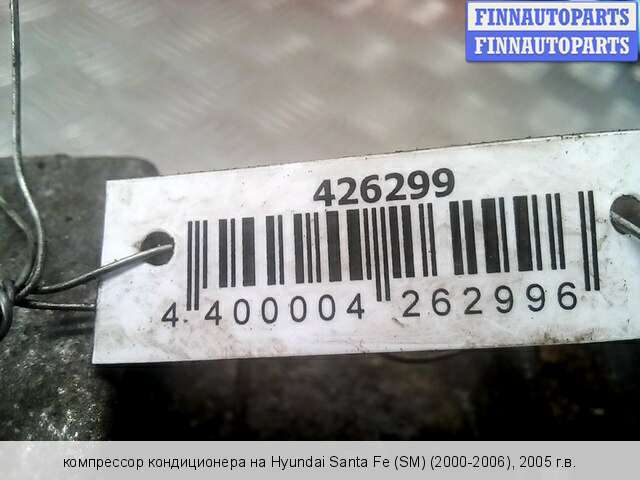 FINNAUTOPARTS
FINNAUTOPARTS
426299
4 400004 262996
компрессор кондиционера на Hyundai Santa Fe (SM) (2000-2006), 2005 г.в.